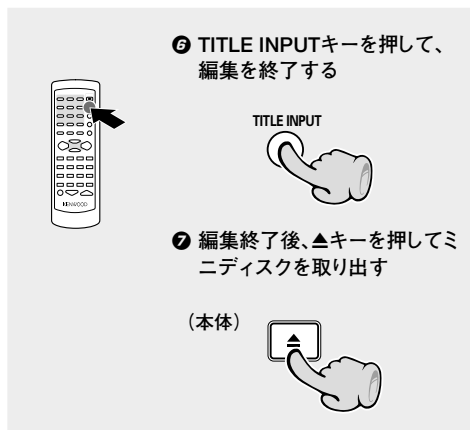 ❻ TITLE INPUTキーを押して、
編集を終了する
TITLE INPUT
KENWOOD
❼ 編集終了後、▲キーを押してミ
ニディスクを取り出す
（本体）